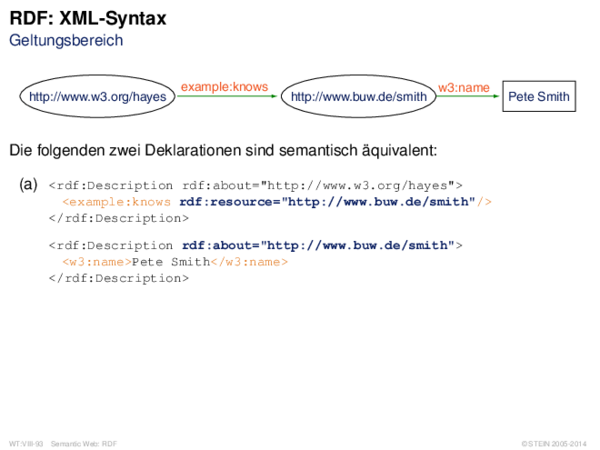 RDF: XML-Syntax
Geltungsbereich
http://www.w3.org/hayes example:knows http://www.buw.de/smith w3:name Pete Smith
Die folgenden zwei Deklarationen sind semantisch äquivalent:
(a) <rdf:Description rdf:about="http://www.w3.org/hayes">
<example:knows rdf:resource="http://www.buw.de/smith"/>
</rdf:Description>
<rdf:Description rdf:about="http://www.buw.de/smith">
<w3:name>Pete Smith</w3:name>
</rdf:Description>
WT:VIII-93 Semantic Web: RDF © STEIN 2005-2014